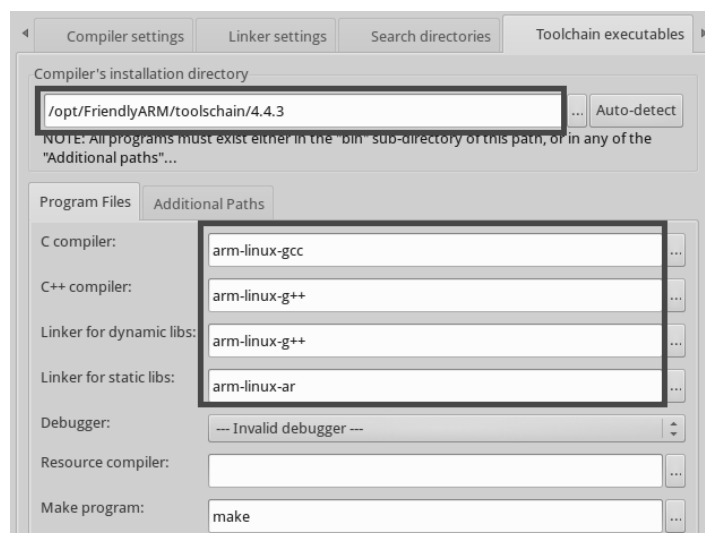 Compiler settings Linker settings Search directories Toolchain executables
Compiler's installation directory
/opt/FriendlyARM/toolschain/4.4.3 ... Auto-detect
NOTE: All programs must exist either in the "bin" sub-directory of this path, or in any of the
"Additional paths"...
Program Files Additional Paths
C compiler: arm-linux-gcc ...
C++ compiler: arm-linux-g++ ...
Linker for dynamic libs: arm-linux-g++ ...
Linker for static libs: arm-linux-ar ...
Debugger: --- Invalid debugger ---
Resource compiler: ...
Make program: make ...